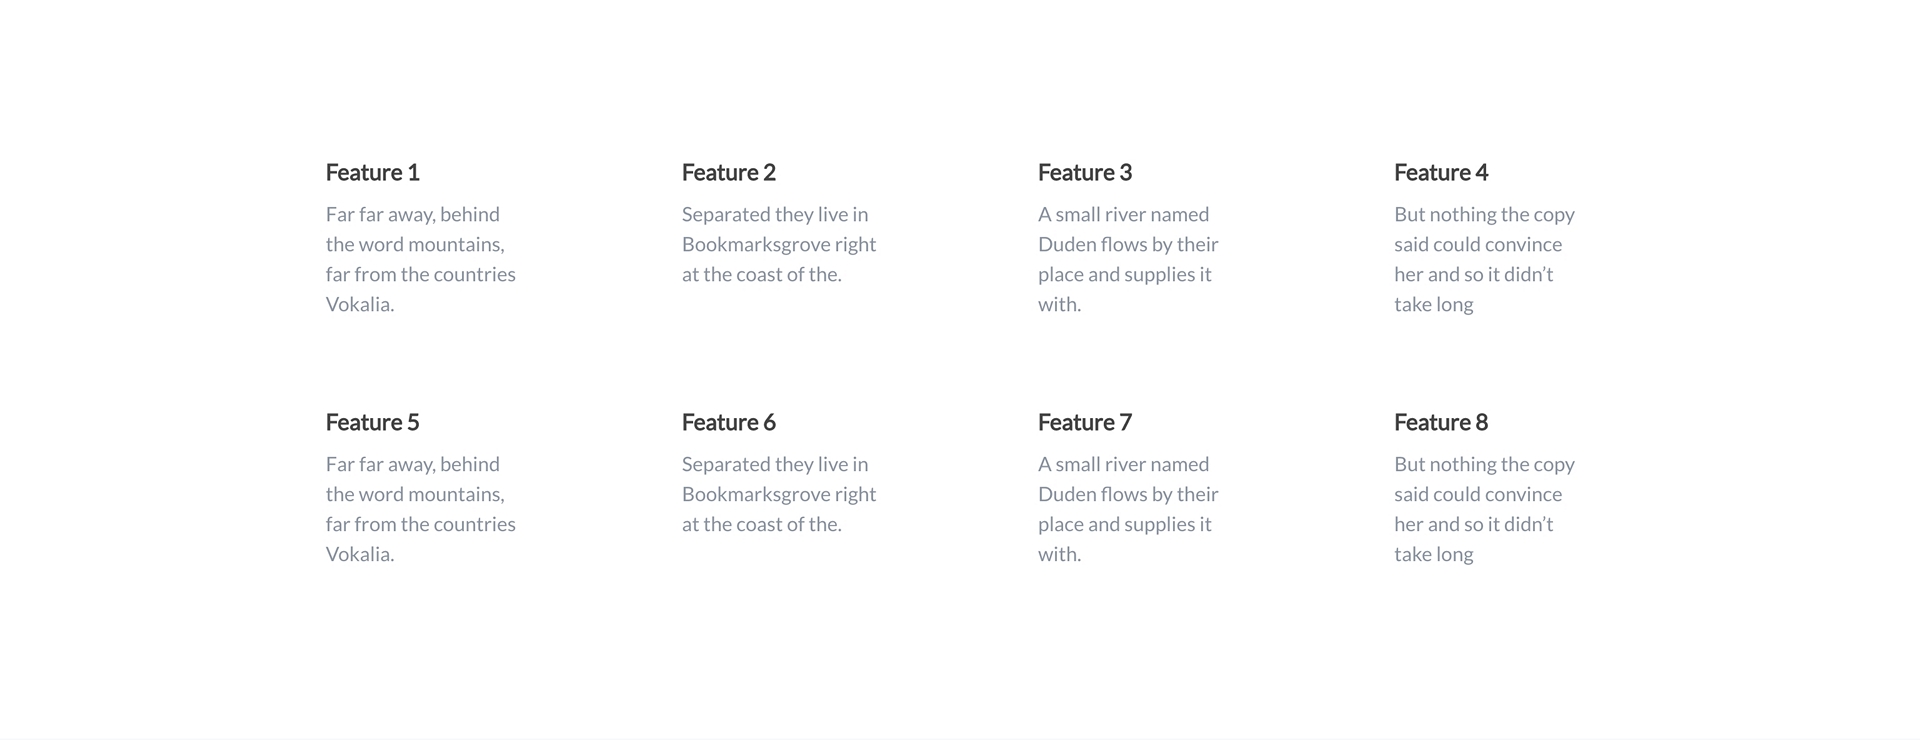 Feature 1
Far far away, behind
the word mountains,
far from the countries
Vokalia.
Feature 2
Separated they live in
Bookmarksgrove right
at the coast of the.
Feature 3
A small river named
Duden flows by their
place and supplies it
with.
Feature 4
But nothing the copy
said could convince
her and so it didn’t
take long
Feature 5
Far far away, behind
the word mountains,
far from the countries
Vokalia.
Feature 6
Separated they live in
Bookmarksgrove right
at the coast of the.
Feature 7
A small river named
Duden flows by their
place and supplies it
with.
Feature 8
But nothing the copy
said could convince
her and so it didn’t
take long